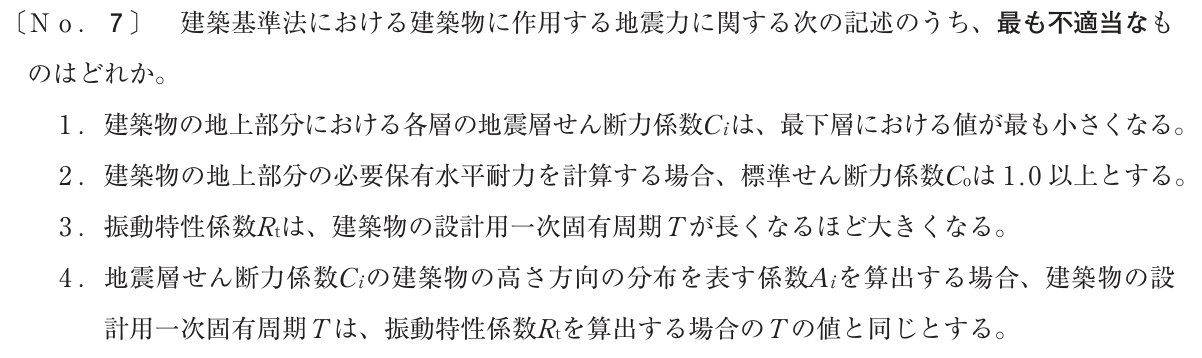 〔Ｎｏ．７〕　建築基準法における建築物に作用する地震力に関する次の記述のうち、最も不適当なも
のはどれか。
１．建築物の地上部分における各層の地震層せん断力係数Ciは、最下層における値が最も小さくなる。
２．建築物の地上部分の必要保有水平耐力を計算する場合、標準せん断力係数Coは 1.0 以上とする。
３．振動特性係数Rtは、建築物の設計用一次固有周期 T が長くなるほど大きくなる。
４．地震層せん断力係数Ciの建築物の高さ方向の分布を表す係数Aiを算出する場合、建築物の設
計用一次固有周期 T は、振動特性係数Rtを算出する場合の T の値と同じとする。